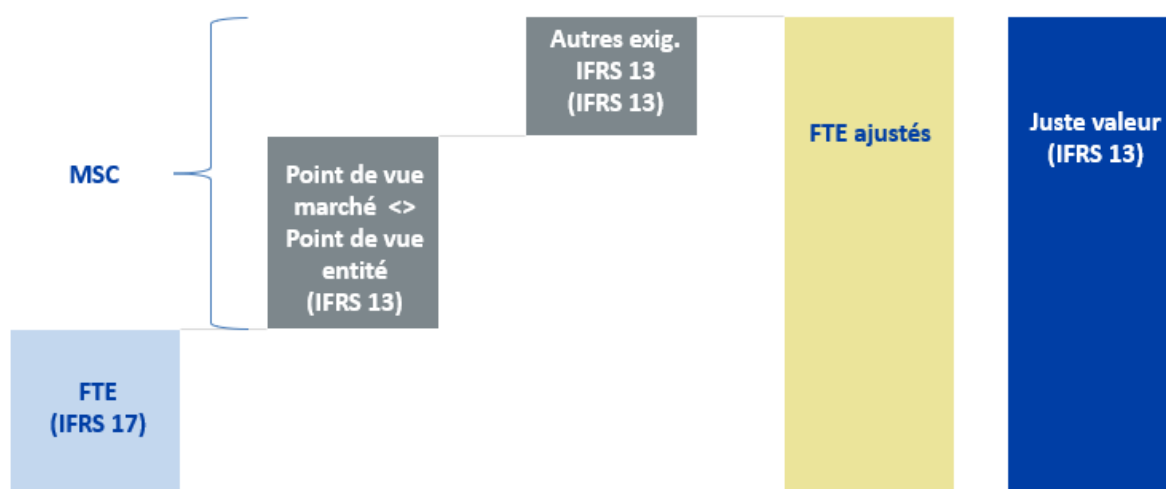 MSC
FTE
(IFRS 17)
Point de vue
marché <>
Point de vue
entité
(IFRS 13)
Autres exig.
IFRS 13
(IFRS 13)
FTE ajustés
Juste valeur
(IFRS 13)